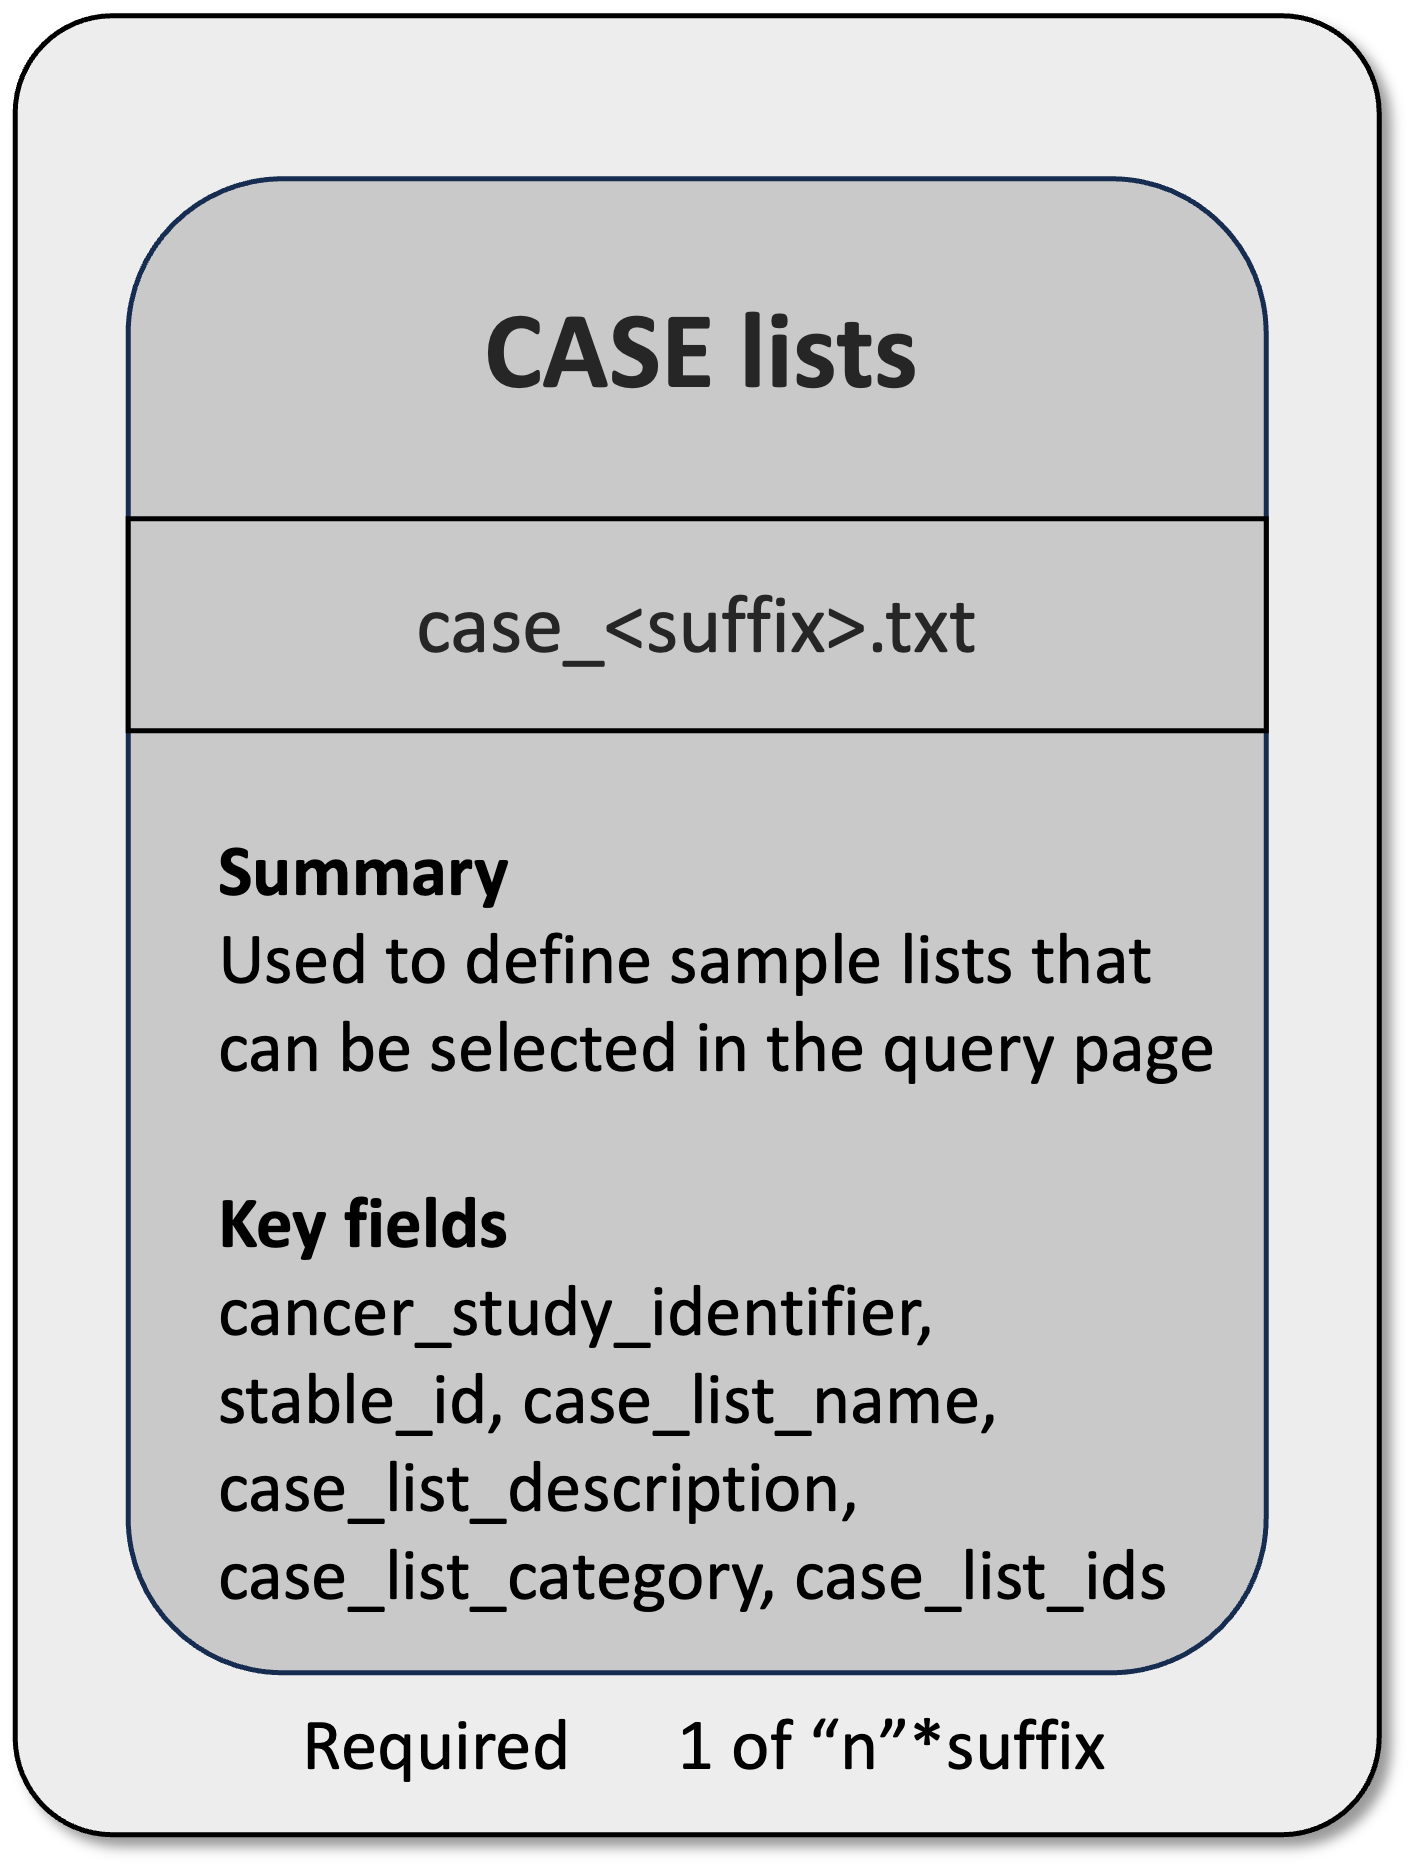 CASE lists
case_<suffix>.txt
Summary
Used to define sample lists that
can be selected in the query page
Key fields
cancer_study_identifier,
stable_id, case_list_name,
case_list_description,
case_list_category, case_list_ids
Required 1 of “n”*suffix